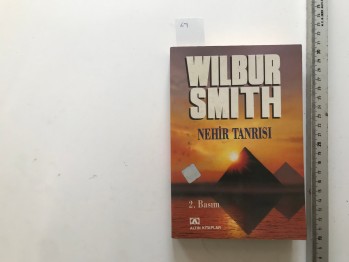 WILBUR
SMITH
NEHİR TANRISI
2. Basım
ALTIN KİTAPLAR